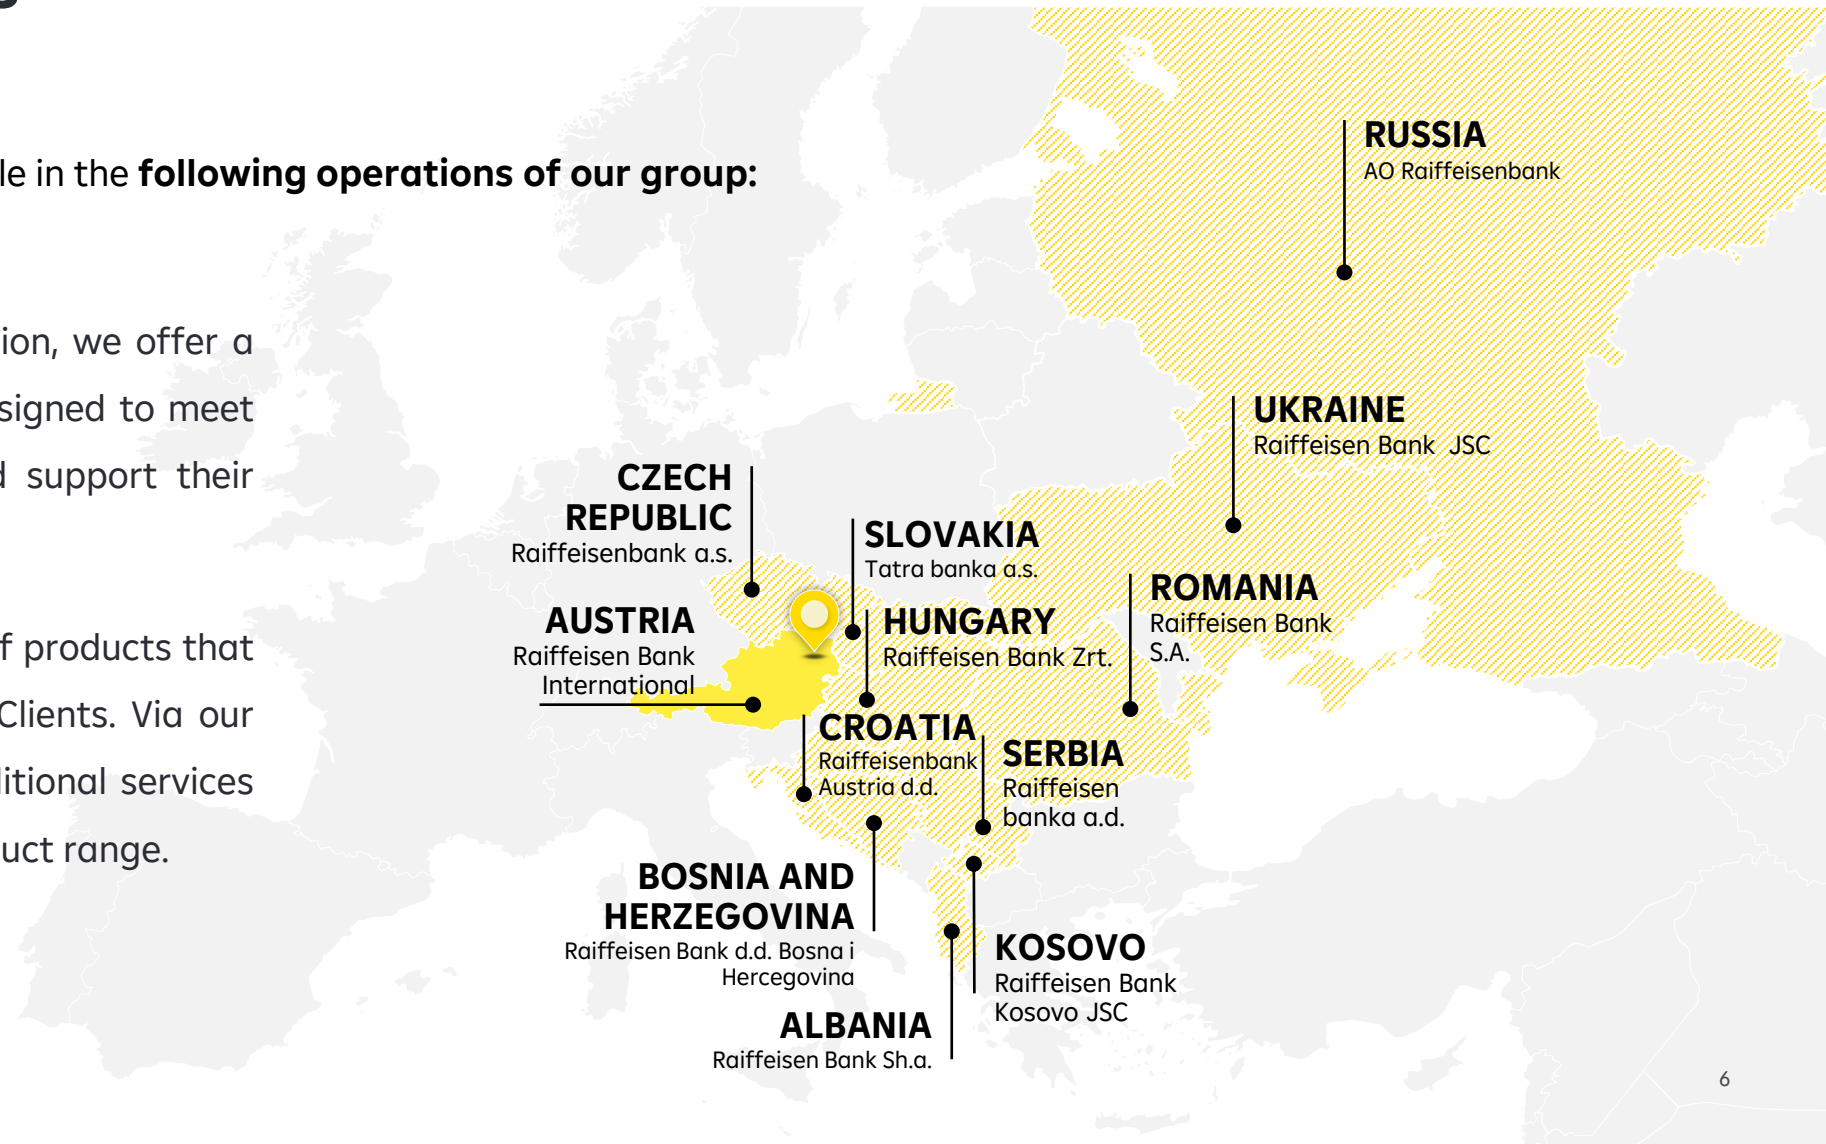 le in the following operations of our group:
ion, we offer a
signed to meet
support their
f products that
Clients. Via our
litional services
uct range.
RUSSIA
AO Raiffeisenbank
UKRAINE
Raiffeisen Bank JSC
CZECH
REPUBLIC
Raiffeisenbank a.s.
SLOVAKIA
Tatra banka a.s.
AUSTRIA
Raiffeisen Bank
International
HUNGARY
Raiffeisen Bank Zrt.
ROMANIA
Raiffeisen Bank
S.A.
CROATIA
Raiffeisenbank
Austria d.d.
SERBIA
Raiffeisen
banka a.d.
BOSNIA AND
HERZEGOVINA
Raiffeisen Bank d.d. Bosna i
Hercegovina
KOSOVO
Raiffeisen Bank
Kosovo JSC
ALBANIA
Raiffeisen Bank Sh.a.
6